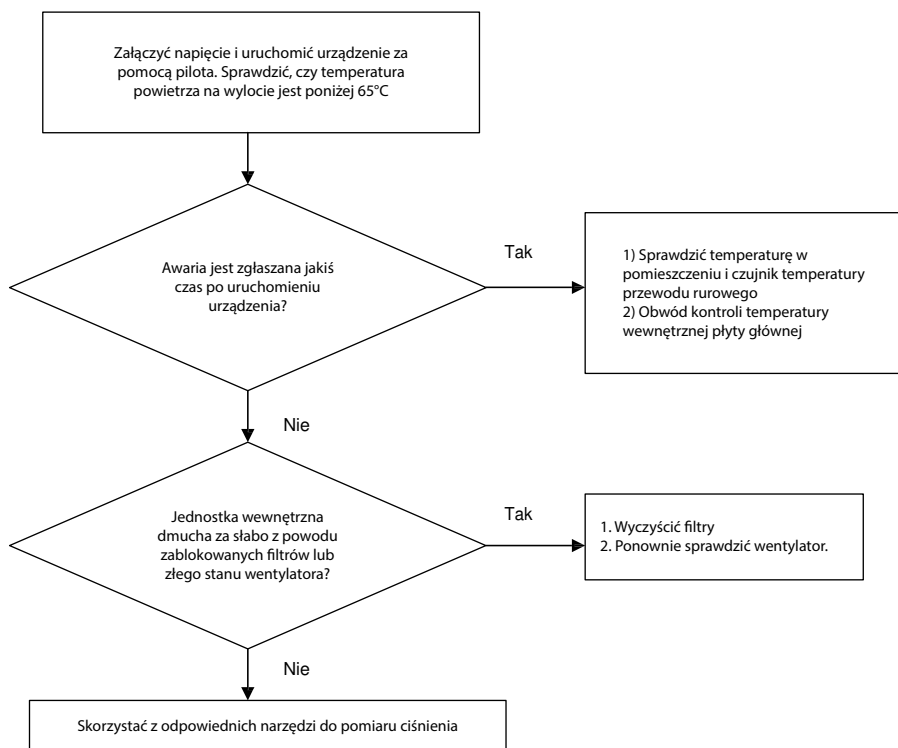 Załączyć napięcie i uruchomić urządzenie za
pomocą pilota. Sprawdzić, czy temperatura
powietrza na wylocie jest poniżej 65°C
Awaria jest zgłaszana jakiś
czas po uruchomieniu
urządzenia?
Tak
1) Sprawdzić temperaturę w
pomieszczeniu i czujnik temperatury
przewodu rurowego
2) Obwód kontroli temperatury
wewnętrznej płyty głównej
Nie
Jednostka wewnętrzna
dmucha za słabo z powodu
zablokowanych filtrów lub
złego stanu wentylatora?
Tak
1. Wyczyścić filtry
2. Ponownie sprawdzić wentylator.
Nie
Skorzystać z odpowiednich narzędzi do pomiaru ciśnienia